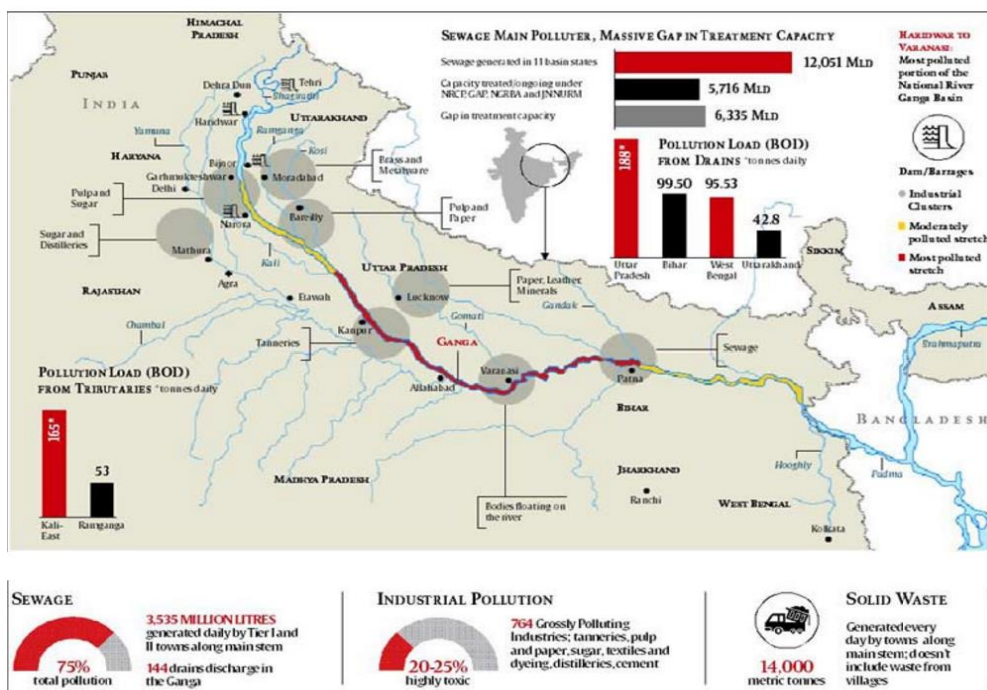 HIMACHAL
PRADESH
PUNJAB
INDIA
Dehra Dun
Tehri
Bhagirathi
Haridwar
UTTARAKHAND
Yamuna
Ramganga
Kosi
HARYANA
Bijnor
Garhmukteshwar
Delhi
Moradabad
Brass and
Metalware
Pulp and
Sugar
Narora
Bareilly
Pulp and
Paper
Sugar and
Distilleries
Mathura
Kali
UTTAR PRADESH
Agra
RAJASTHAN
Etawah
Lucknow
Paper, Leather,
Minerals
Gandak
Chambal
Kanpur
Gomati
Tanneries
GANGA
Sewage
Allahabad
Varanasi
Patna
BIHAR
MADHYA PRADESH
Bodies floating on
the river
JHARKHAND
Ranchi
WEST BENGAL
Hooghly
Kolkata
Padma
BANGLADESH
SIKKIM
ASSAM
Brahmaputra
SEWAGE MAIN POLLUTER, MASSIVE GAP IN TREATMENT CAPACITY
Sewage generated in 11 basin states
12,051 MLD
Capacity treated/ongoing under
NRCP, GAP, NGRBA and JNNURM
5,716 MLD
Gap in treatment capacity
6,335 MLD
POLLUTION LOAD (BOD)
FROM DRAINS *tonnes daily
188*
99.50
95.53
42.8
Uttar
Pradesh
Bihar
West
Bengal
Uttarakhand
HARIDWAR TO
VARANASI:
Most polluted
portion of the
National River
Ganga Basin
Dam/Barrages
Industrial
Clusters
Moderately
polluted stretch
Most polluted
stretch
POLLUTION LOAD (BOD)
FROM TRIBUTARIES *tonnes daily
165*
53
Kali-
East
Ramganga
SEWAGE
75%
total pollution
3,535 MILLION LITRES
generated daily by Tier I and
II towns along main stem
144 drains discharge in
the Ganga
INDUSTRIAL POLLUTION
20-25%
highly toxic
764 Grossly Polluting
Industries; tanneries, pulp
and paper, sugar, textiles and
dyeing, distilleries, cement
SOLID WASTE
14,000
metric tonnes
Generated every
day by towns along
main stem; doesn't
include waste from
villages